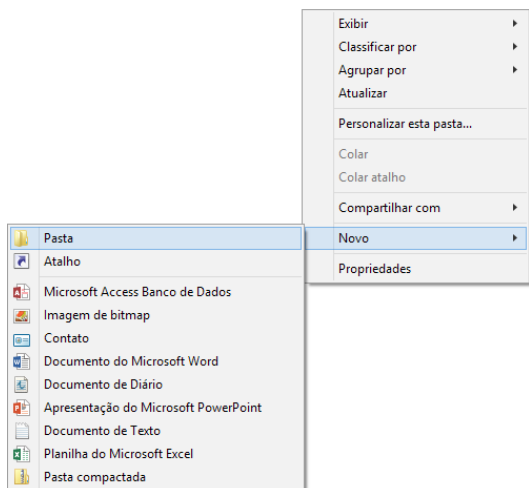 Exibir
Classificar por
Agrupar por
Atualizar
Personalizar esta pasta...
Colar
Colar atalho
Compartilhar com
Novo
Propriedades
Pasta
Atalho
Microsoft Access Banco de Dados
Imagem de bitmap
Contato
Documento do Microsoft Word
Documento de Diário
Apresentação do Microsoft PowerPoint
Documento de Texto
Planilha do Microsoft Excel
Pasta compactada